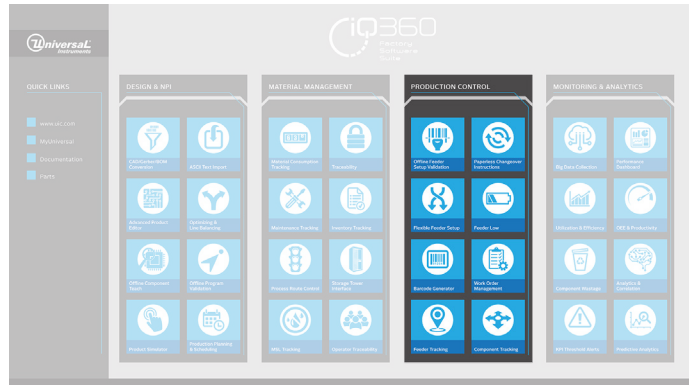 Universal
Instruments
iQ360
Factory
Software
Suite
QUICK LINKS
www.uic.com
MyUniversal
Documentation
Parts
DESIGN & NPI
CAD/Gerber/BOM
Conversion
ASCII Text Import
Advanced Product
Editor
Optimizing &
Line Balancing
Offline Component
Teach
Offline Program
Validation
Product Simulator
Production Planning
& Scheduling
MATERIAL MANAGEMENT
Material Consumption
Tracking
Traceability
Maintenance Tracking
Inventory Tracking
Process Route Control
Storage Tower
Interface
MSL Tracking
Operator Traceability
PRODUCTION CONTROL
Offline Feeder
Setup Validation
Paperless Changeover
Instructions
Flexible Feeder Setup
Feeder Low
Barcode Generator
Work Order
Management
Feeder Tracking
Component Tracking
MONITORING & ANALYTICS
Big Data Collection
Performance
Dashboard
Utilization & Efficiency
OEE & Productivity
Component Wastage
Analytics &
Correlation
NPT Threshold Alerts
Predictive Analytics